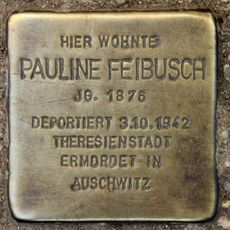 HIER WOHNTE
PAULINE FEIBUSCH
JG. 1876
DEPORTIERT 3.10.1942
THERESIENSTADT
ERMORDET IN
AUSCHWITZ